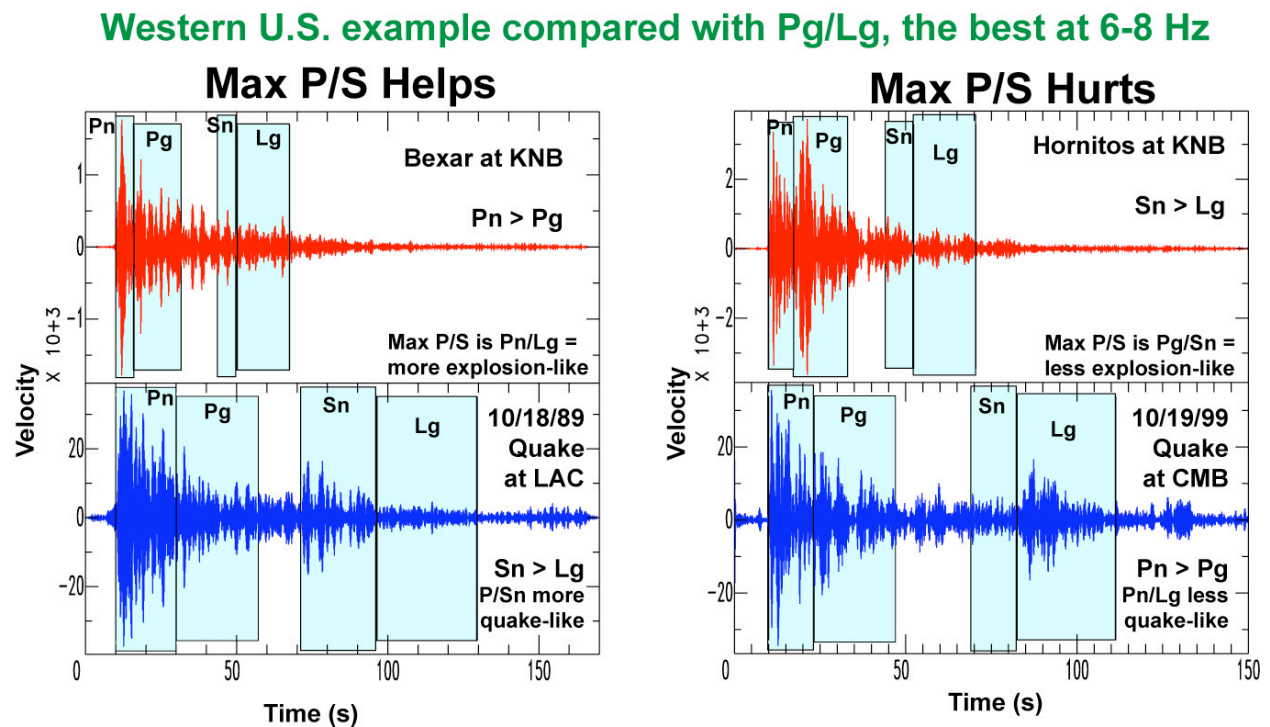 Western U.S. example compared with Pg/Lg, the best at 6-8 Hz
Max P/S Helps
Pn
Pg
Sn
Lg
Bexar at KNB
Pn > Pg
1
0
-1
X 10+3
Max P/S is Pn/Lg =
more explosion-like
Velocity
Pn
Pg
Sn
Lg
10/18/89
Quake
at LAC
20
0
-20
Sn > Lg
P/Sn more
quake-like
0
50
100
150
Time (s)
Max P/S Hurts
Pn
Pg
Sn
Lg
Hornitos at KNB
Sn > Lg
2
0
-2
X 10+3
Max P/S is Pg/Sn =
less explosion-like
Velocity
Pn
Pg
Sn
Lg
10/19/99
Quake
at CMB
20
0
-20
Pn > Pg
Pn/Lg less
quake-like
0
50
100
150
Time (s)